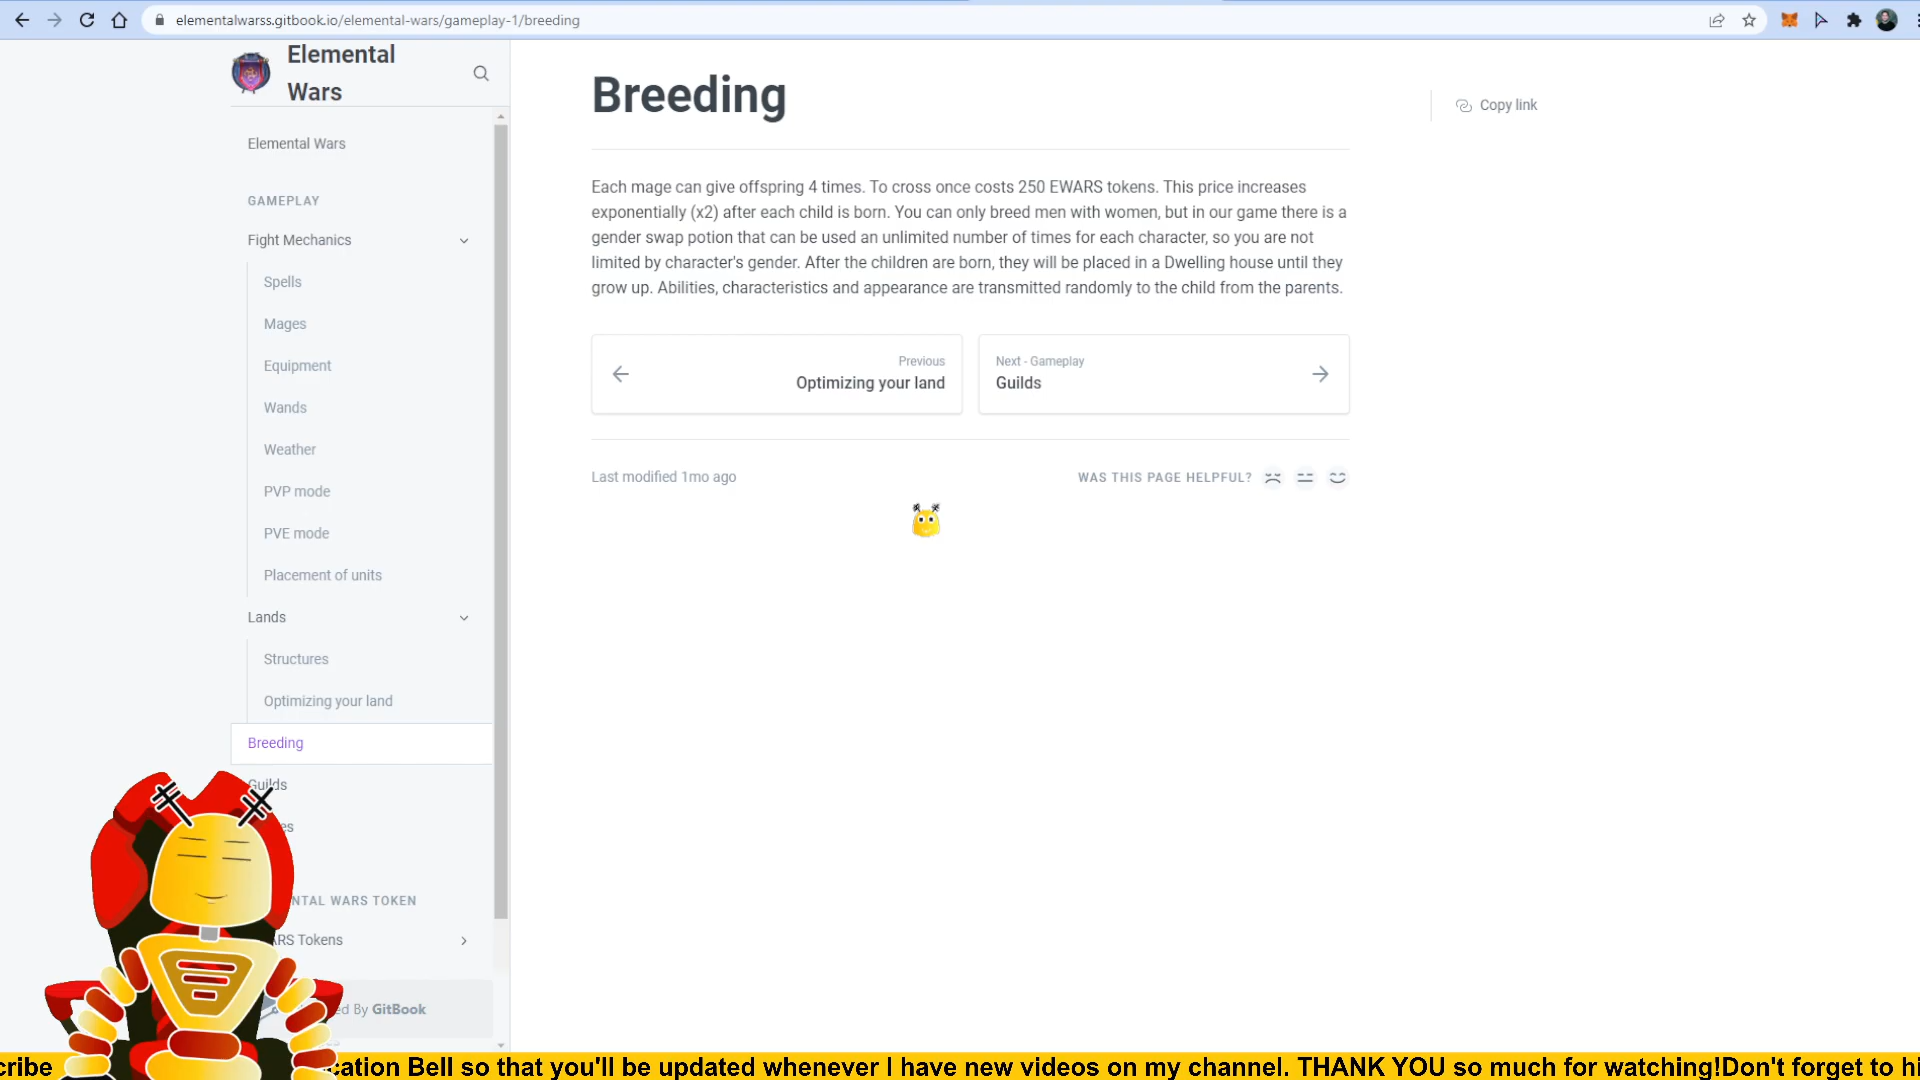 elementalwarss.gitbook.io/elemental-wars/gameplay-1/breeding
Elemental
Wars
Elemental Wars
GAMEPLAY
Fight Mechanics
Spells
Mages
Equipment
Wands
Weather
PVP mode
PVE mode
Placement of units
Lands
Structures
Optimizing your land
Breeding
Guilds
es
NTAL WARS TOKEN
ARS Tokens
ed By GitBook
Breeding
Copy link
Each mage can give offspring 4 times. To cross once costs 250 EWARS tokens. This price increases
exponentially (x2) after each child is born. You can only breed men with women, but in our game there is a
gender swap potion that can be used an unlimited number of times for each character, so you are not
limited by character's gender. After the children are born, they will be placed in a Dwelling house until they
grow up. Abilities, characteristics and appearance are transmitted randomly to the child from the parents.
Previous
Optimizing your land
Next - Gameplay
Guilds
Last modified 1mo ago
WAS THIS PAGE HELPFUL?
cribe cation Bell so that you'll be updated whenever I have new videos on my channel. THANK YOU so much for watching!Don't forget to hi